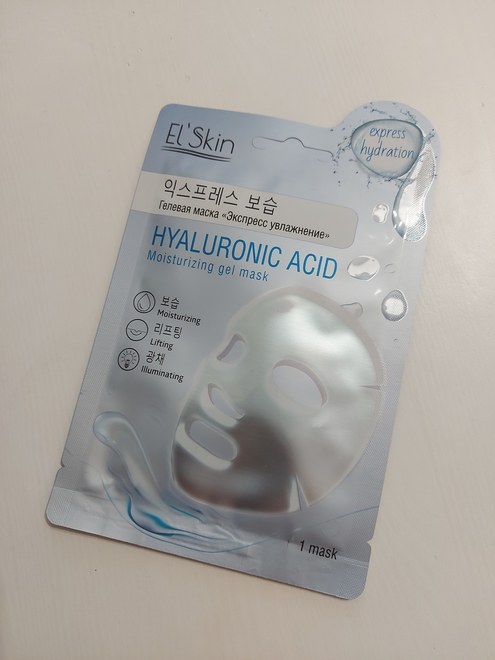 El'Skin
express
hydration
익스프레스 보습
Гелевая маска «Экспресс увлажнение»
HYALURONIC ACID
Moisturizing gel mask
보습
Moisturizing
리프팅
Lifting
광채
Illuminating
1 mask